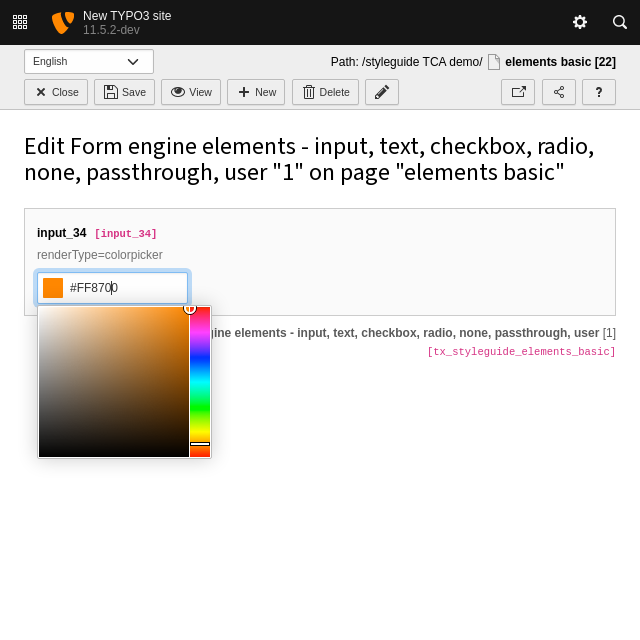 New TYPO3 site
11.5.2-dev
English
Path: /styleguide TCA demo/ elements basic [22]
Close Save View New Delete ?
Edit Form engine elements - input, text, checkbox, radio,
none, passthrough, user "1" on page "elements basic"
input_34 [input_34]
renderType=colorpicker
#FF8700
elements - input, text, checkbox, radio, none, passthrough, user [1]
[tx_styleguide_elements_basic]